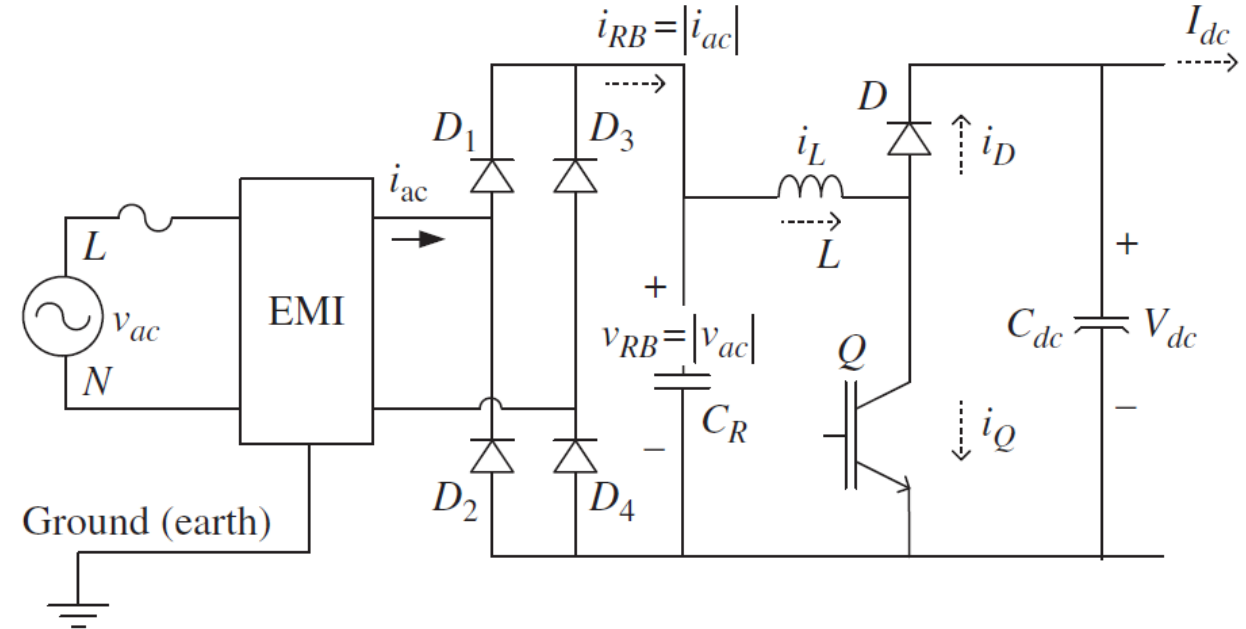 i_RB=|i_ac|
I_dc
D_1
D_3
D
i_D
i_L
i_ac
L
L
EMI
v_ac
+
+
v_RB=|v_ac|
C_dc
V_dc
Q
N
C_R
−
−
i_Q
D_2
D_4
Ground (earth)